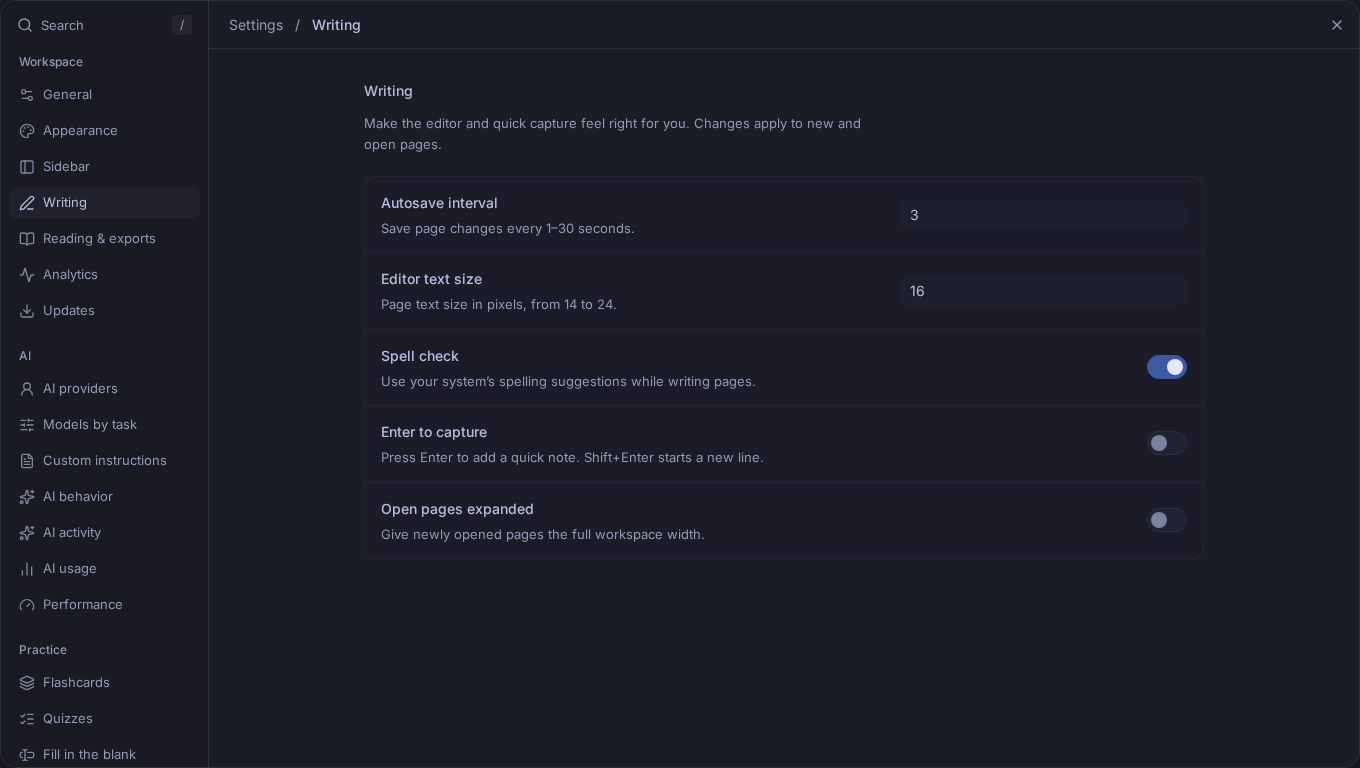 Search
/
Workspace
General
Appearance
Sidebar
Writing
Reading & exports
Analytics
Updates
AI
AI providers
Models by task
Custom instructions
AI behavior
AI activity
AI usage
Performance
Practice
Flashcards
Quizzes
Fill in the blank
Settings / Writing
Writing
Make the editor and quick capture feel right for you. Changes apply to new and
open pages.
Autosave interval
Save page changes every 1–30 seconds.
3
Editor text size
Page text size in pixels, from 14 to 24.
16
Spell check
Use your system’s spelling suggestions while writing pages.
Enter to capture
Press Enter to add a quick note. Shift+Enter starts a new line.
Open pages expanded
Give newly opened pages the full workspace width.